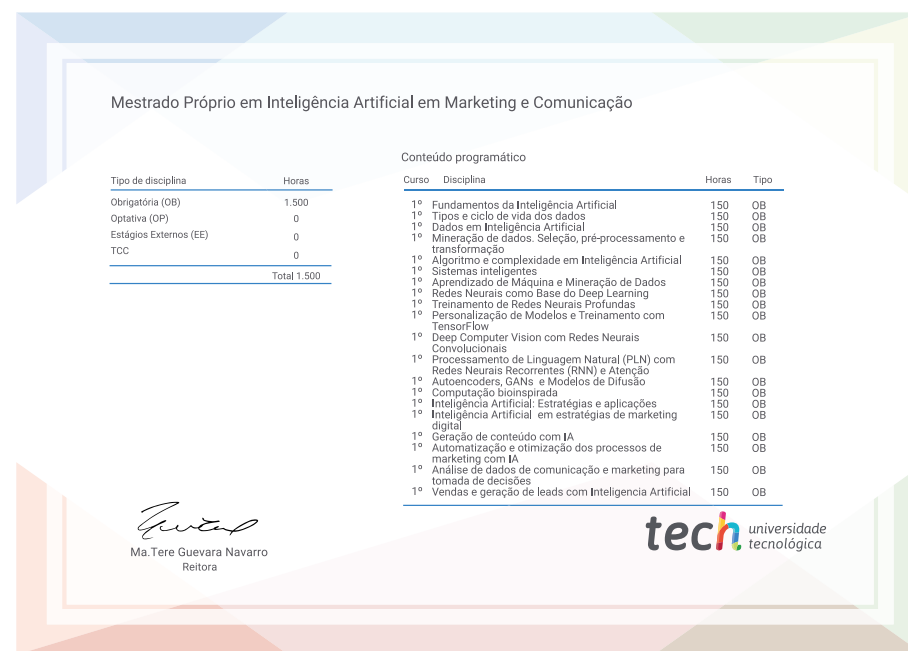 Mestrado Próprio em Inteligência Artificial em Marketing e Comunicação
Tipo de disciplina Horas
Obrigatória (OB) 1.500
Optativa (OP) 0
Estágios Externos (EE) 0
TCC 0
Total 1.500
Conteúdo programático
Curso Disciplina Horas Tipo
1º Fundamentos da Inteligência Artificial 150 OB
1º Tipos e ciclo de vida dos dados 150 OB
1º Dados em Inteligência Artificial 150 OB
1º Mineração de dados. Seleção, pré-processamento e 150 OB
transformação
1º Algoritmo e complexidade em Inteligência Artificial 150 OB
1º Sistemas inteligentes 150 OB
1º Aprendizado de Máquina e Mineração de Dados 150 OB
1º Redes Neurais como Base do Deep Learning 150 OB
1º Treinamento de Redes Neurais Profundas 150 OB
1º Personalização de Modelos e Treinamento com 150 OB
TensorFlow
1º Deep Computer Vision com Redes Neurais 150 OB
Convolucionais
1º Processamento de Linguagem Natural (PLN) com 150 OB
Redes Neurais Recorrentes (RNN) e Atenção
1º Autoencoders, GANs e Modelos de Difusão 150 OB
1º Computação bioinspirada 150 OB
1º Inteligência Artificial: Estratégias e aplicações 150 OB
1º Inteligência Artificial em estratégias de marketing 150 OB
digital
1º Geração de conteúdo com IA 150 OB
1º Automatização e otimização dos processos de 150 OB
marketing com IA
1º Análise de dados de comunicação e marketing para 150 OB
tomada de decisões
1º Vendas e geração de leads com Inteligencia Artificial 150 OB
Ma.Tere Guevara Navarro
Reitora
tech universidade
tecnológica